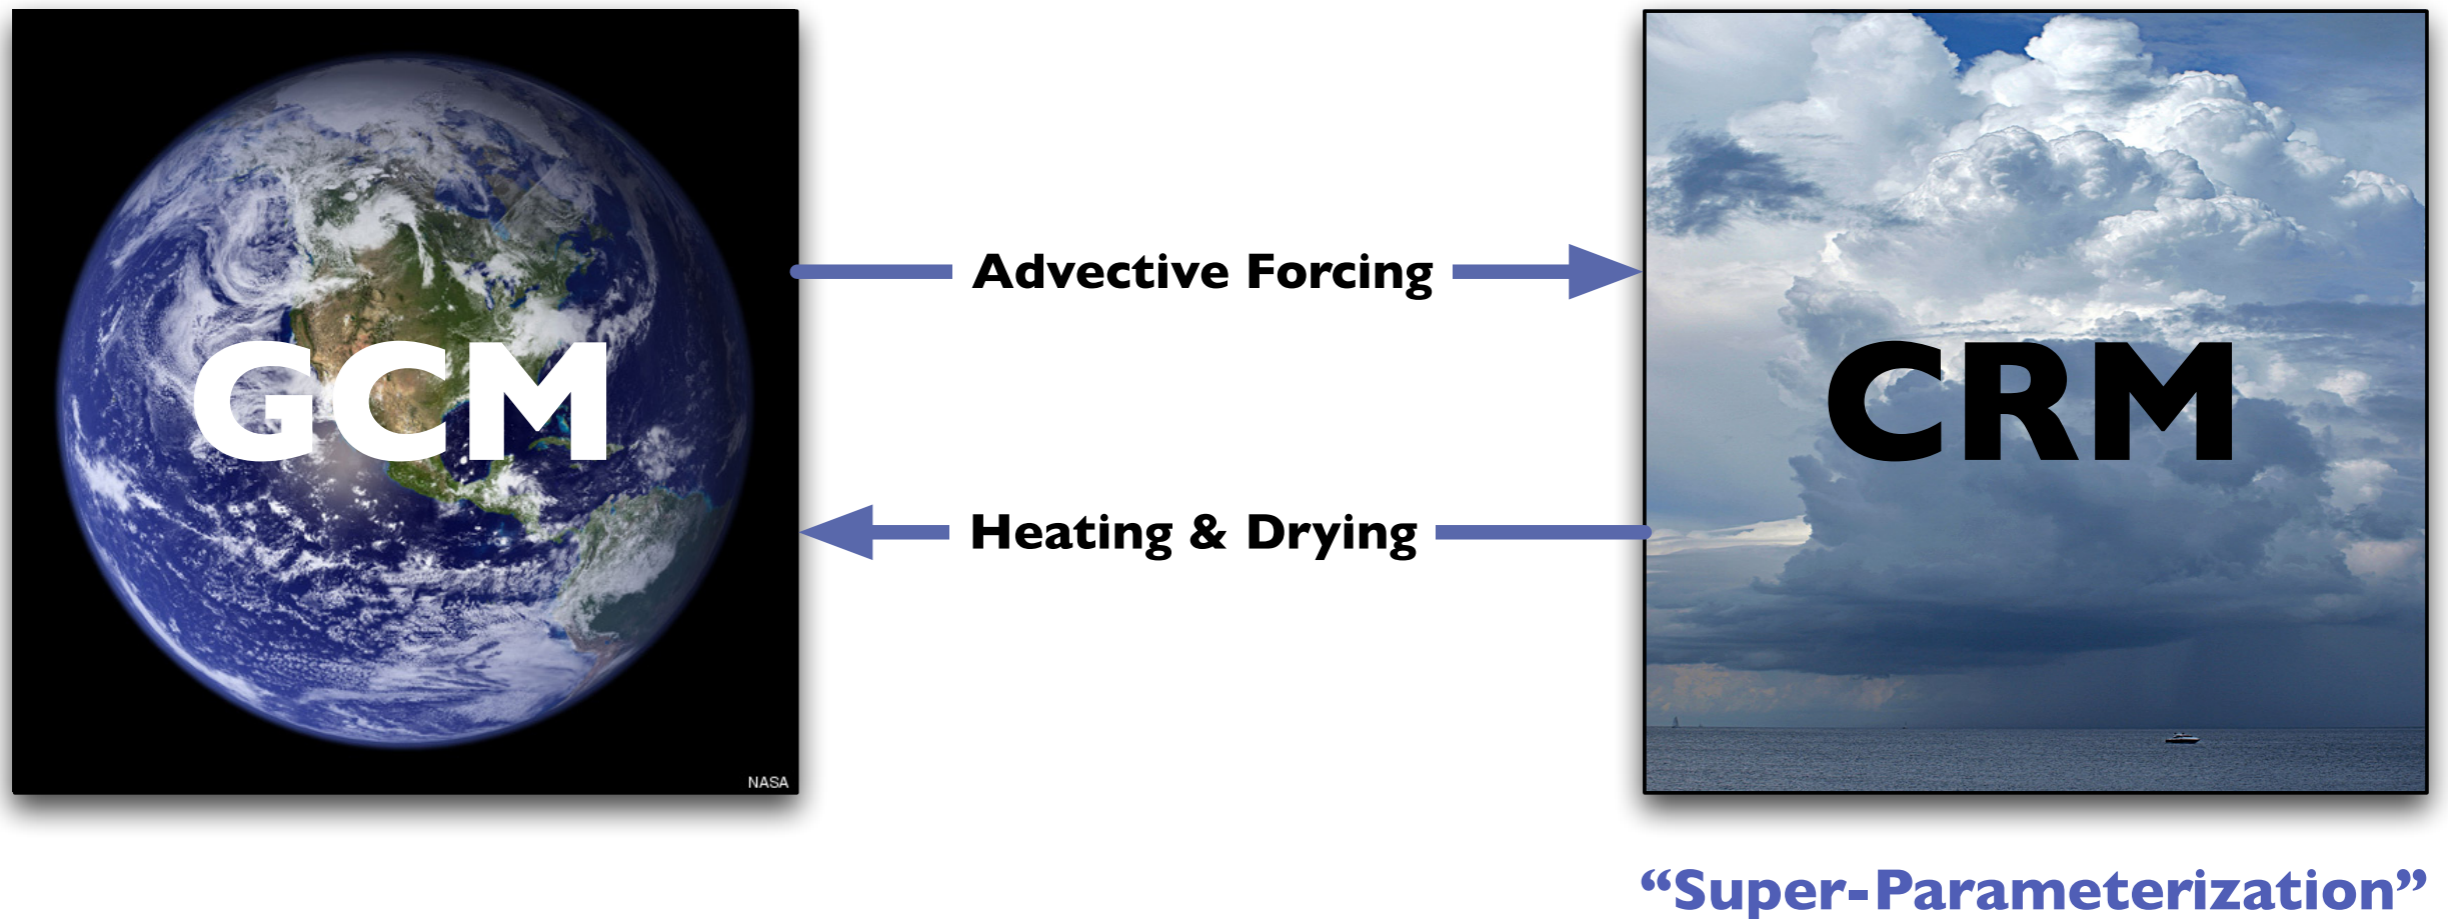 GCM
Advective Forcing
CRM
Heating & Drying
NASA
“Super-Parameterization”